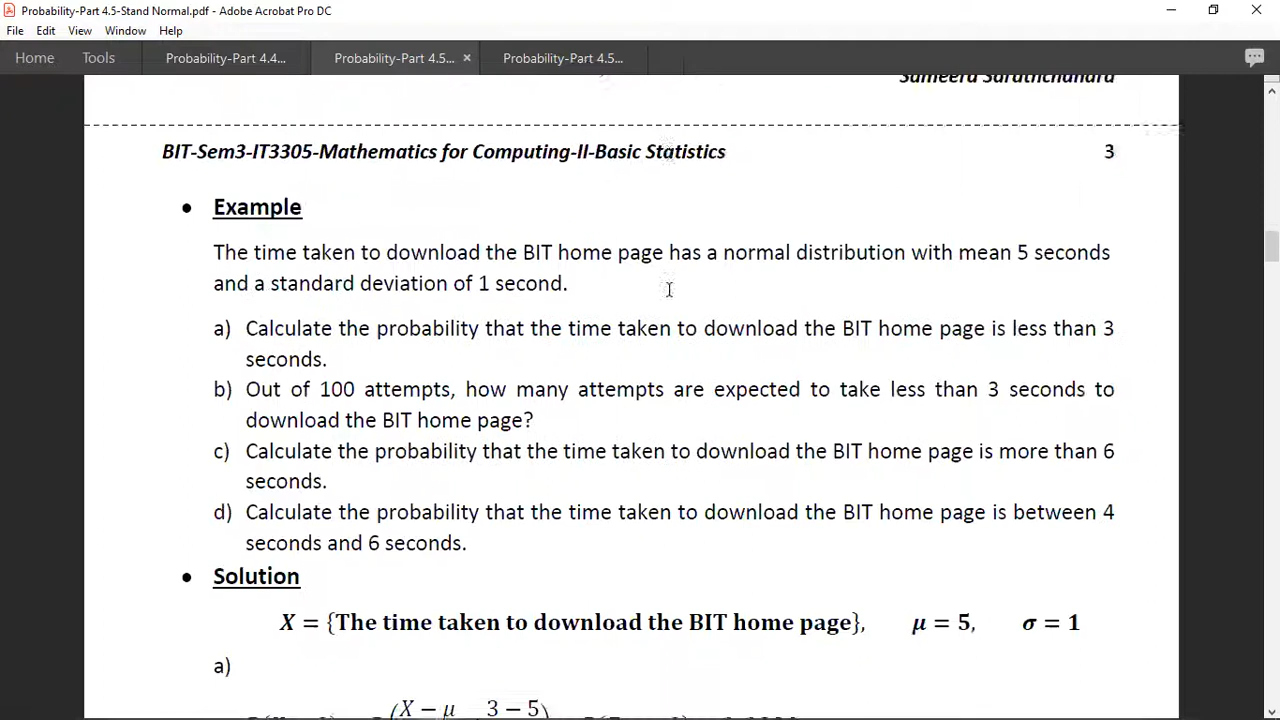 Probability-Part 4.5-Stand Normal.pdf - Adobe Acrobat Pro DC
File Edit View Window Help
Home Tools Probability-Part 4.4... Probability-Part 4.5... × Probability-Part 4.5...
Sameera Sarathchandra
BIT-Sem3-IT3305-Mathematics for Computing-II-Basic Statistics 3
• Example
The time taken to download the BIT home page has a normal distribution with mean 5 seconds
and a standard deviation of 1 second.
a) Calculate the probability that the time taken to download the BIT home page is less than 3
seconds.
b) Out of 100 attempts, how many attempts are expected to take less than 3 seconds to
download the BIT home page?
c) Calculate the probability that the time taken to download the BIT home page is more than 6
seconds.
d) Calculate the probability that the time taken to download the BIT home page is between 4
seconds and 6 seconds.
• Solution
X = {The time taken to download the BIT home page}, μ = 5, σ = 1
a)
X − μ 3 − 5